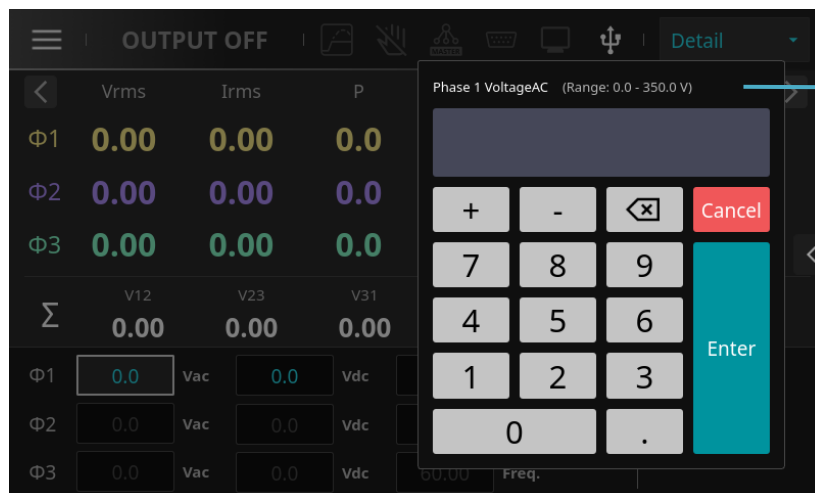 OUTPUT OFF MASTER Detail
Phase 1 VoltageAC (Range: 0.0 - 350.0 V)
Vrms Irms P
Φ1 0.00 0.00 0.0
Φ2 0.00 0.00 0.0
Φ3 0.00 0.00 0.0
V12 V23 V31
Σ 0.00 0.00 0.00
Φ1 0.0 Vac 0.0 Vdc
Φ2 0.0 Vac 0.0 Vdc
Φ3 0.0 Vac 0.0 Vdc 60.00 Freq.
+ - Cancel
7 8 9
4 5 6
Enter
1 2 3
0 .